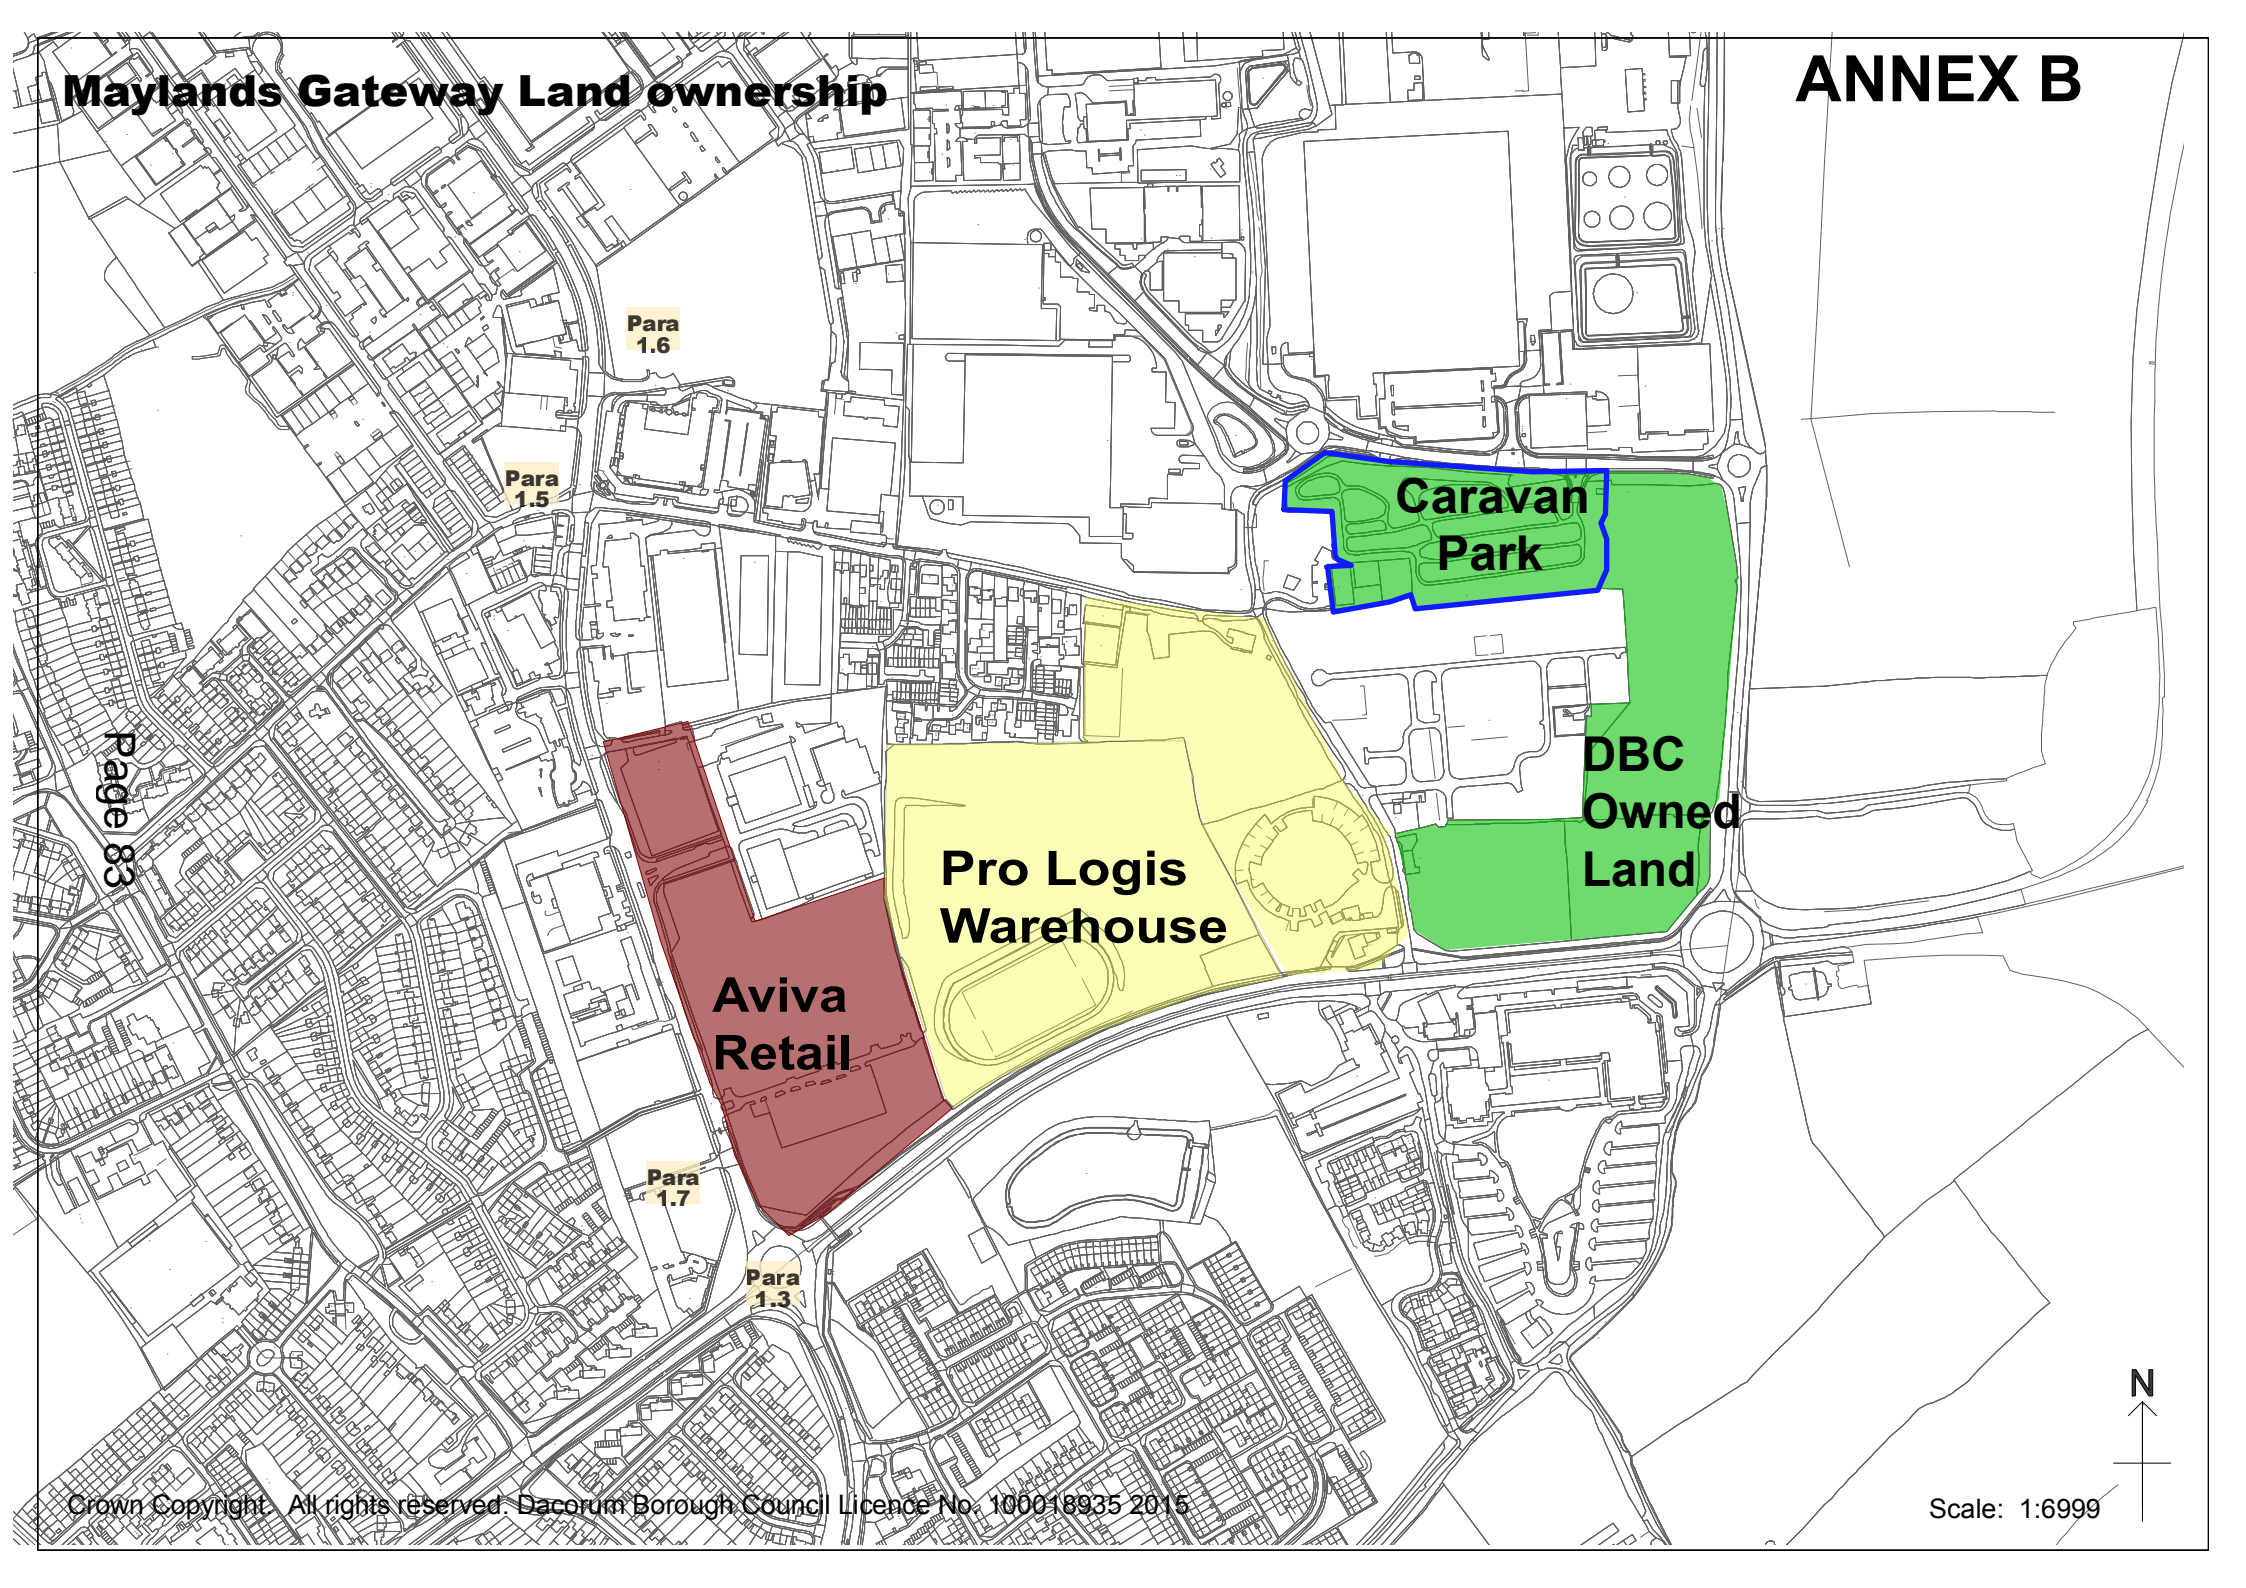 Maylands Gateway Land ownership
ANNEX B
Para
1.6
Para
1.5
Caravan
Park
DBC
Owned
Land
Page 83
Pro Logis
Warehouse
Aviva
Retail
Para
1.7
Para
1.3
N
Crown Copyright. All rights reserved. Dacorum Borough Council Licence No. 100018935 2015
Scale: 1:6999